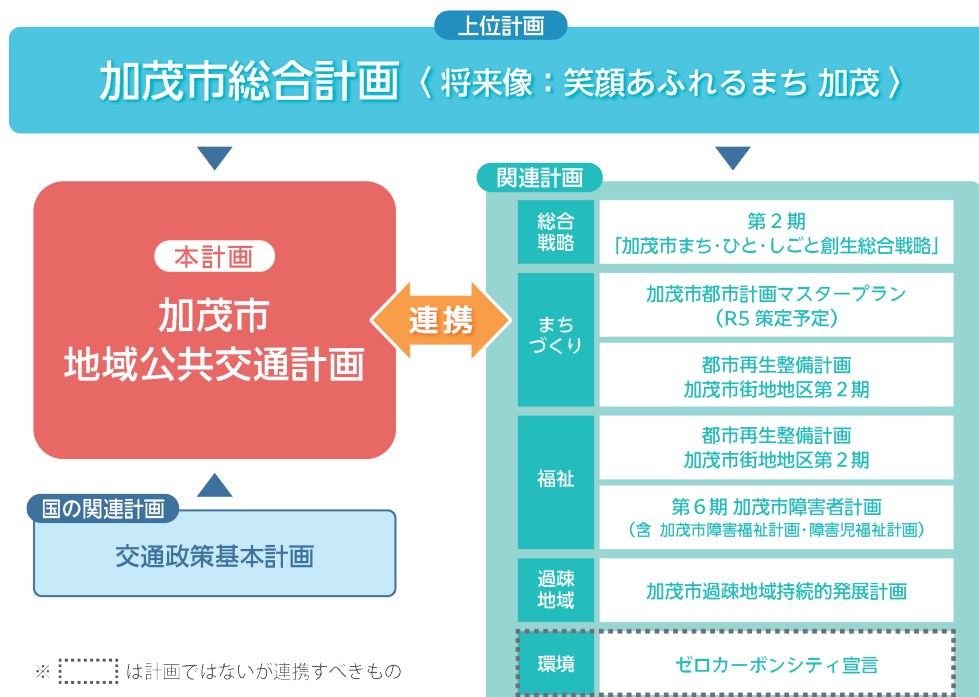 上位計画
加茂市総合計画〈 将来像：笑顔あふれるまち 加茂 〉
本計画
加茂市
地域公共交通計画
国の関連計画
交通政策基本計画
連携
関連計画
総合
戦略
第２期
「加茂市まち・ひと・しごと創生総合戦略」
まち
づくり
加茂市都市計画マスタープラン
（R5 策定予定）
都市再生整備計画
加茂市街地地区第２期
福祉
都市再生整備計画
加茂市街地地区第２期
第６期 加茂市障害者計画
（含 加茂市障害福祉計画・障害児福祉計画）
過疎
地域
加茂市過疎地域持続的発展計画
環境
ゼロカーボンシティ宣言
※ は計画ではないが連携すべきもの